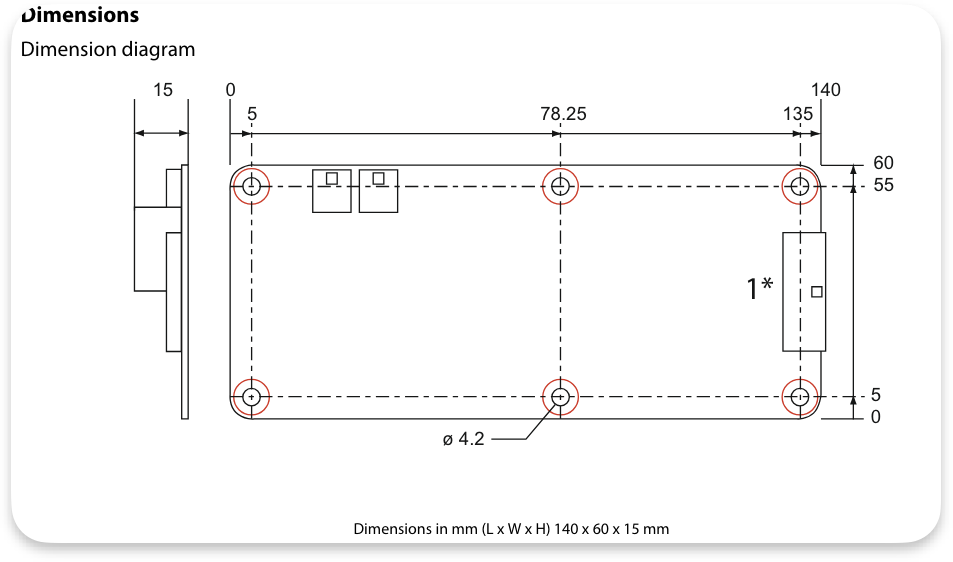 Dimensions
Dimension diagram
15
0
140
5
78.25
135
60
55
1*
5
0
ø 4.2
Dimensions in mm (L x W x H) 140 x 60 x 15 mm